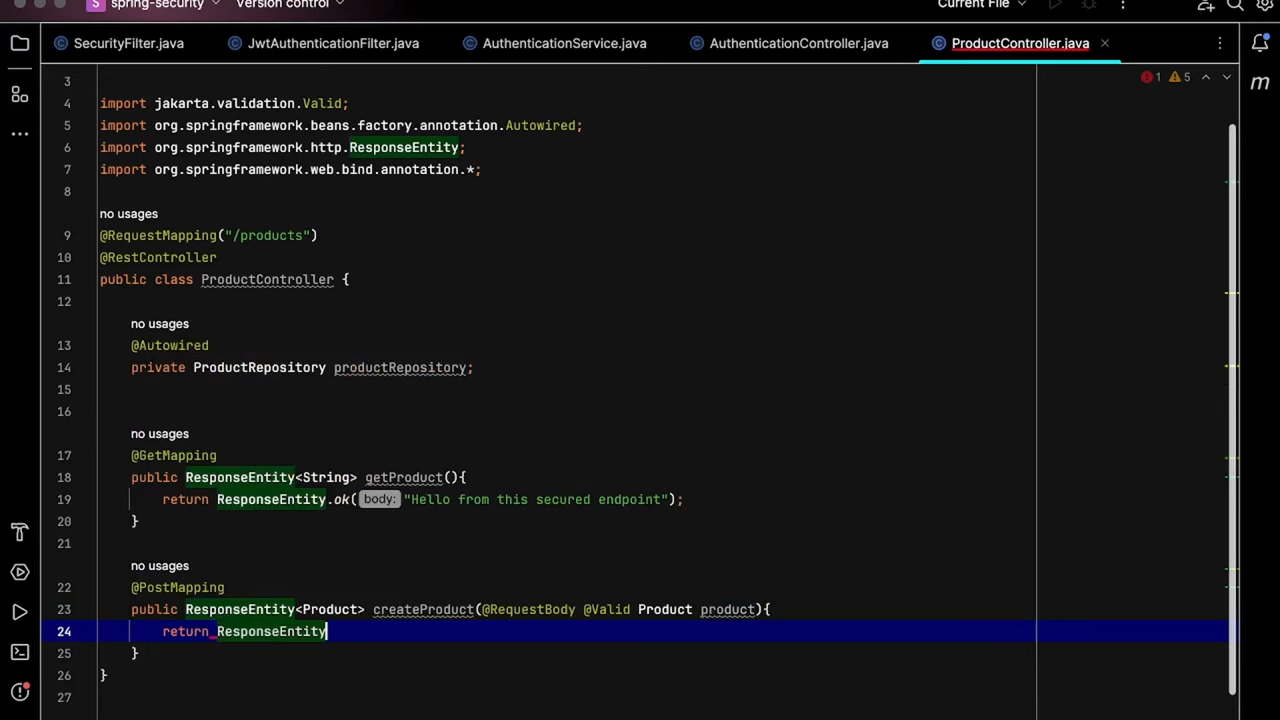 S spring-security Version control Current File
SecurityFilter.java JwtAuthenticationFilter.java AuthenticationService.java AuthenticationController.java ProductController.java
1 5
3
4 import jakarta.validation.Valid;
5 import org.springframework.beans.factory.annotation.Autowired;
6 import org.springframework.http.ResponseEntity;
7 import org.springframework.web.bind.annotation.*;
8
no usages
9 @RequestMapping("/products")
10 @RestController
11 public class ProductController {
12
no usages
13 @Autowired
14 private ProductRepository productRepository;
15
16
no usages
17 @GetMapping
18 public ResponseEntity<String> getProduct(){
19 return ResponseEntity.ok( body: "Hello from this secured endpoint");
20 }
21
no usages
22 @PostMapping
23 public ResponseEntity<Product> createProduct(@RequestBody @Valid Product product){
24 return ResponseEntity
25 }
26 }
27
m